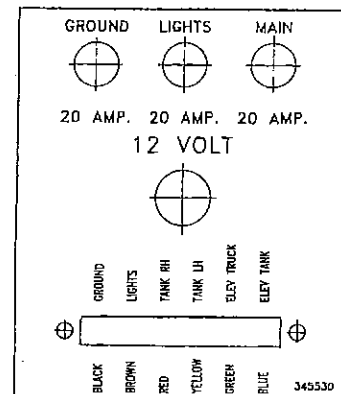 GROUND LIGHTS MAIN
20 AMP. 20 AMP. 20 AMP.
12 VOLT
GROUND
LIGHTS
TANK RH
TANK LH
ELEV TRUCK
ELEV TANK
BLACK
BROWN
RED
YELLOW
GREEN
BLUE
345530